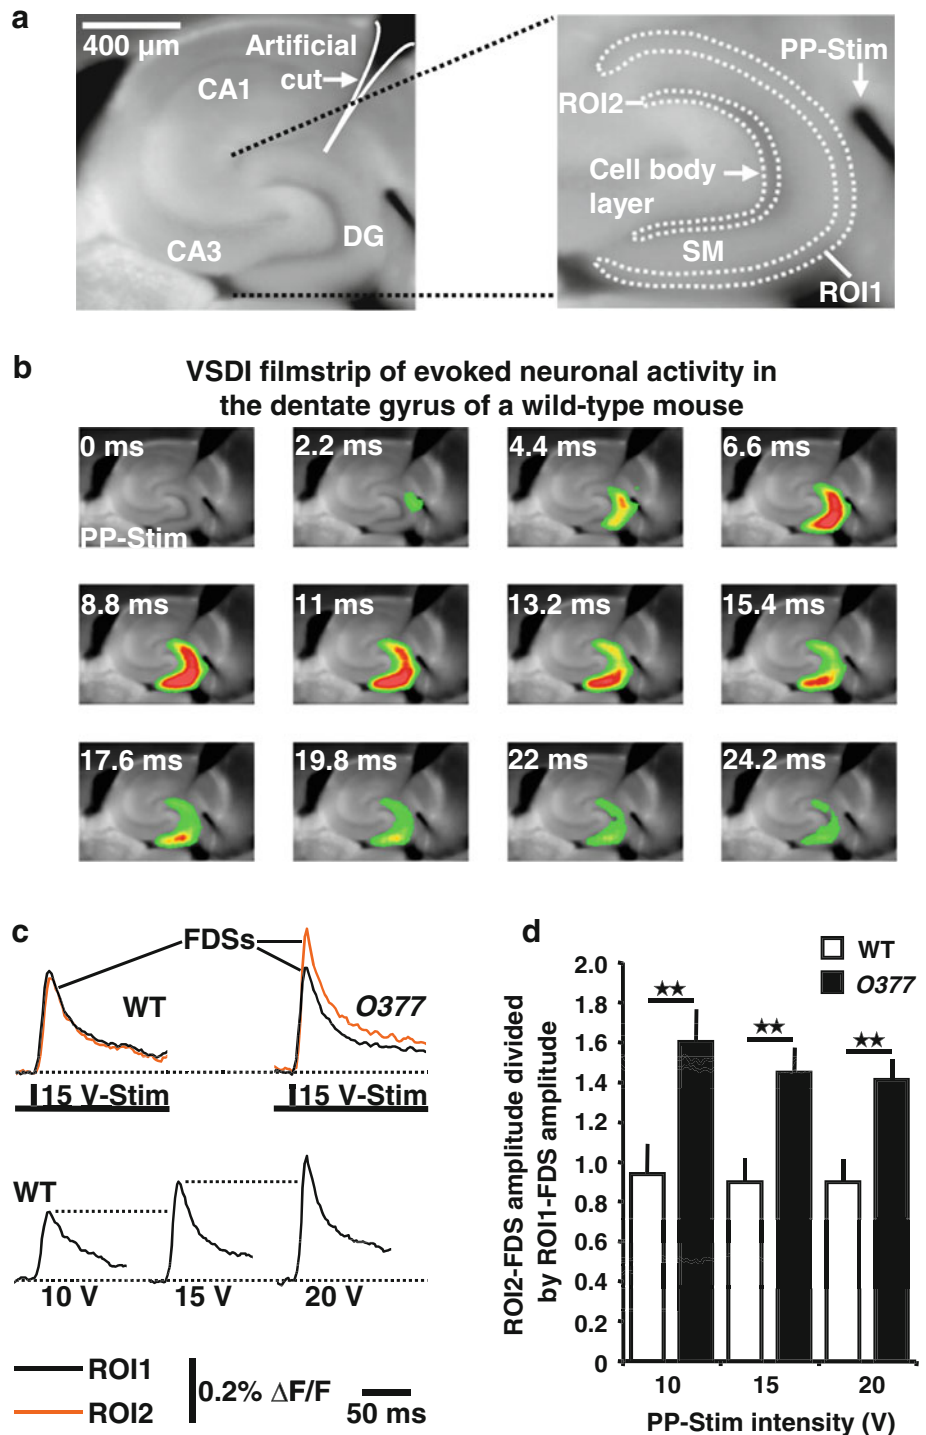 a
400 µm
Artificial
cut
CA1
CA3
DG
PP-Stim
ROI2
Cell body
layer
SM
ROI1
b
VSDI filmstrip of evoked neuronal activity in
the dentate gyrus of a wild-type mouse
0 ms
PP-Stim
2.2 ms
4.4 ms
6.6 ms
8.8 ms
11 ms
13.2 ms
15.4 ms
17.6 ms
19.8 ms
22 ms
24.2 ms
c
FDSs
WT
O377
15 V-Stim
15 V-Stim
WT
10 V
15 V
20 V
ROI1
ROI2
0.2% ΔF/F
50 ms
d
WT
O377
ROI2-FDS amplitude divided
by ROI1-FDS amplitude
2.0
1.8
1.6
1.4
1.2
1.0
0.8
0.6
0.4
0.2
0
★★
★★
★★
10
15
20
PP-Stim intensity (V)